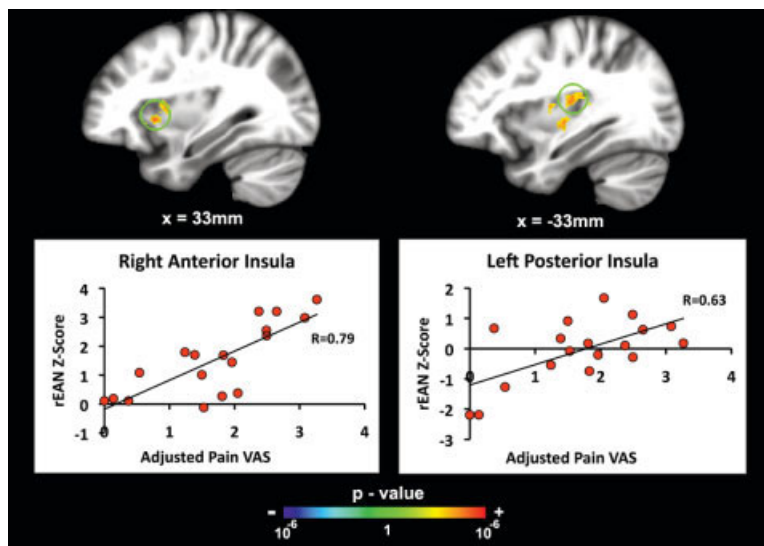 x = 33mm
x = -33mm
Right Anterior Insula
rEAN Z-Score
4
3
2
1
0
-1
R=0.79
0 1 2 3 4
Adjusted Pain VAS
Left Posterior Insula
rEAN Z-Score
2
1
0
-1
-2
-3
R=0.63
0 1 2 3 4
Adjusted Pain VAS
p - value
- +
10-6 1 10-6